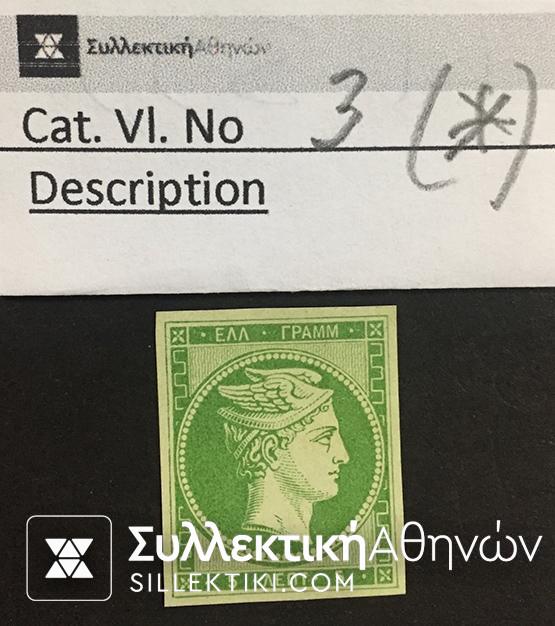 ΣυλλεκτικήΑθηνών
Cat. Vl. No 3 (*)
Description
ΕΛΛ · ΓΡΑΜΜ
ΣυλλεκτικήΑθηνών
SILLEKTIKI.COM